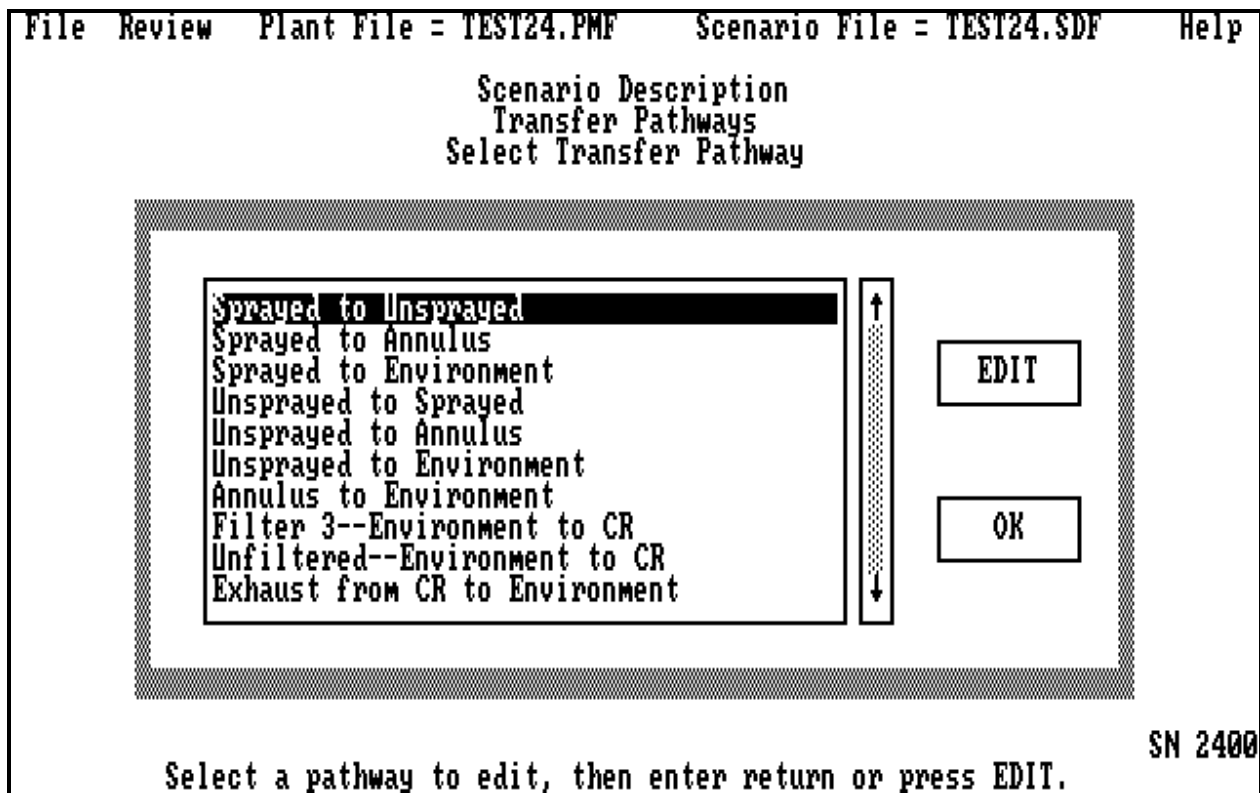 File Review Plant File = TEST24.PMF Scenario File = TEST24.SDF Help
Scenario Description
Transfer Pathways
Select Transfer Pathway
Sprayed to Unsprayed
Sprayed to Annulus
Sprayed to Environment
Unsprayed to Sprayed
Unsprayed to Annulus
Unsprayed to Environment
Annulus to Environment
Filter 3--Environment to CR
Unfiltered--Environment to CR
Exhaust from CR to Environment
EDIT
OK
SN 2400
Select a pathway to edit, then enter return or press EDIT.